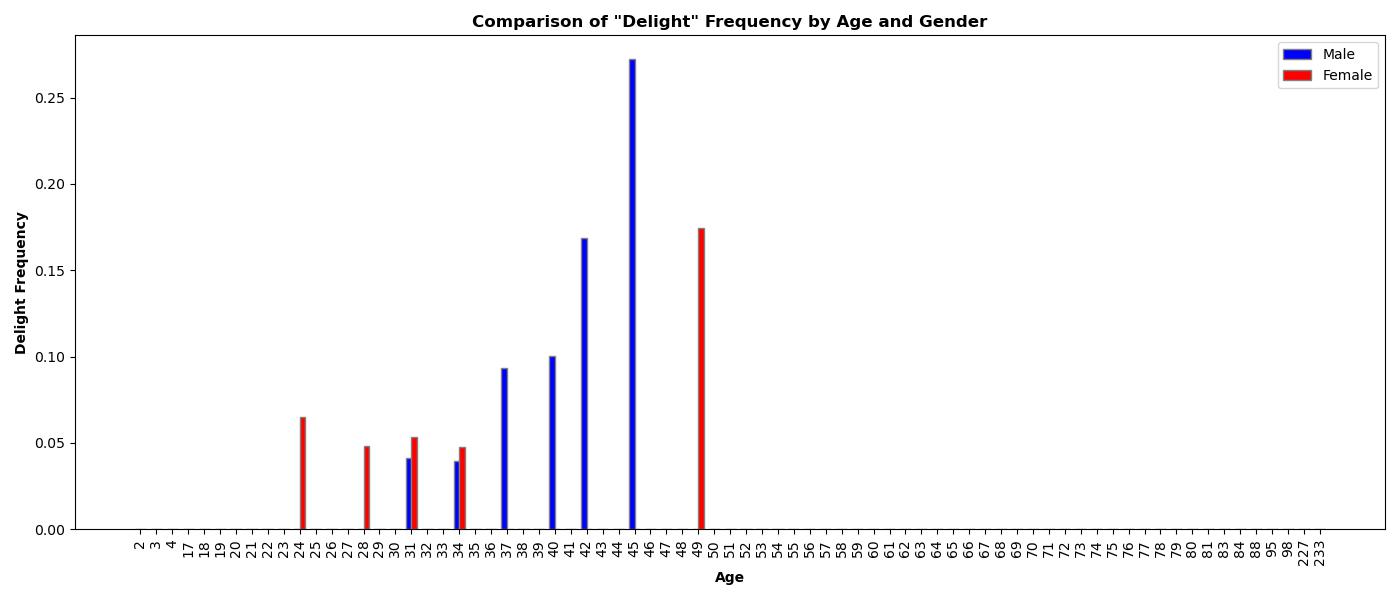 Comparison of "Delight" Frequency by Age and Gender
Male
Female
Delight Frequency
0.25
0.20
0.15
0.10
0.05
0.00
2 3 4 17 18 19 20 21 22 23 24 25 26 27 28 29 30 31 32 33 34 35 36 37 38 39 40 41 42 43 44 45 46 47 48 49 50 51 52 53 54 55 56 57 58 59 60 61 62 63 64 65 66 67 68 69 70 71 72 73 74 75 76 77 78 79 80 81 83 84 88 95 98 227 233
Age